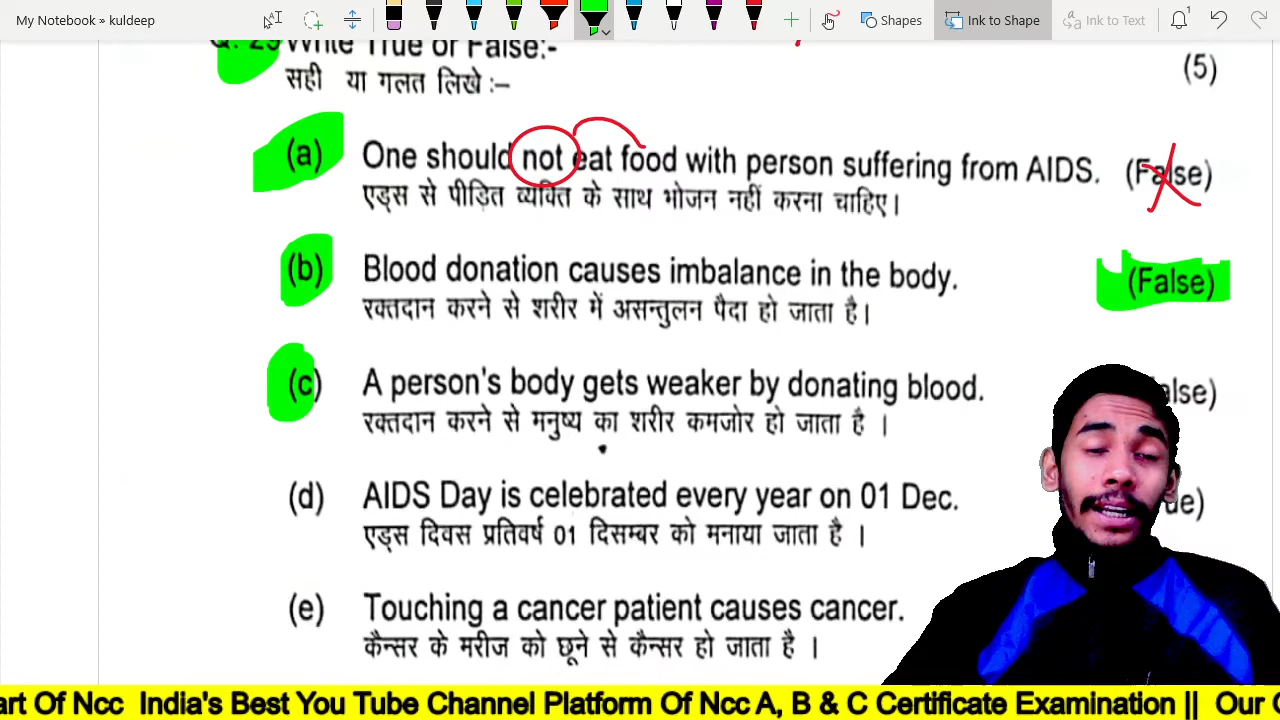 My Notebook » kuldeep
Shapes
Ink to Shape
Ink to Text
Q. 25 Write True or False:-
(5)
सही या गलत लिखे :–
(a) One should not eat food with person suffering from AIDS. (False)
एड्स से पीड़ित व्यक्ति के साथ भोजन नहीं करना चाहिए।
(b) Blood donation causes imbalance in the body. (False)
रक्तदान करने से शरीर में असन्तुलन पैदा हो जाता है।
(c) A person's body gets weaker by donating blood.
रक्तदान करने से मनुष्य का शरीर कमजोर हो जाता है ।
(d) AIDS Day is celebrated every year on 01 Dec.
एड्स दिवस प्रतिवर्ष 01 दिसम्बर को मनाया जाता है ।
(e) Touching a cancer patient causes cancer.
कैन्सर के मरीज को छूने से कैन्सर हो जाता है ।
art Of Ncc India's Best You Tube Channel Platform Of Ncc A, B & C Certificate Examination || Our